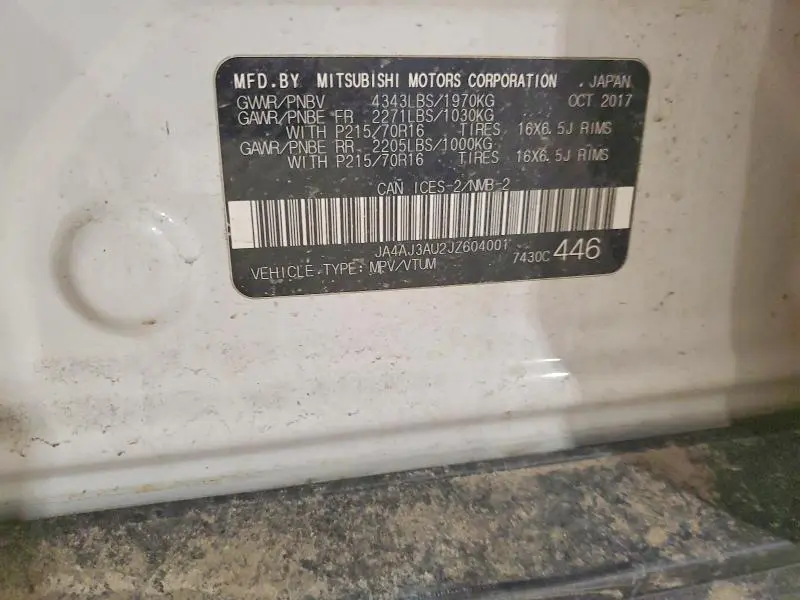 MFD.BY MITSUBISHI MOTORS CORPORATION , JAPAN
GVWR/PNBV 4343LBS/1970KG OCT 2017
GAWR/PNBE FR 2271LBS/1030KG
WITH P215/70R16 TIRES 16X6.5J RIMS
GAWR/PNBE RR 2205LBS/1000KG
WITH P215/70R16 TIRES 16X6.5J RIMS
CAN ICES-2/NMB-2
JA4AJ3AU2JZ604001
VEHICLE TYPE: MPV/VTUM 7430C 446